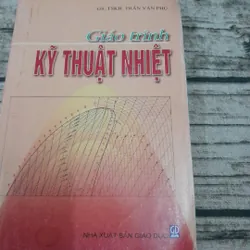 GS. TSKH. TRẦN VĂN PHÚ
Giáo trình
KỸ THUẬT NHIỆT
NHÀ XUẤT BẢN GIÁO DỤC